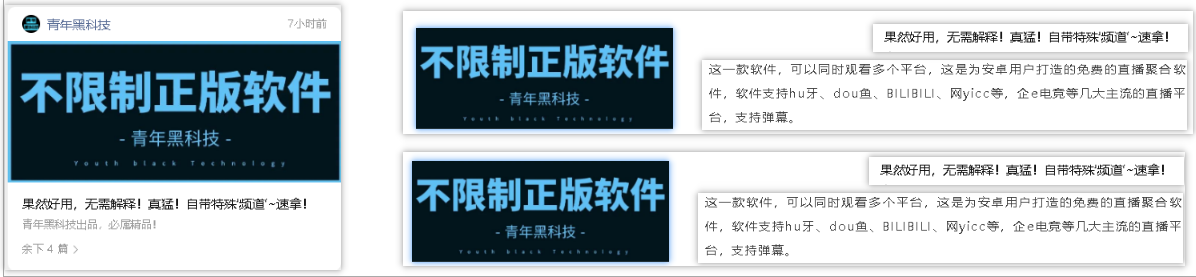 青年黑科技
7小时前
不限制正版软件
- 青年黑科技 -
Youth black Technology
果然好用，无需解释！真猛！自带特殊‘频道’~速拿！
青年黑科技出品，必属精品！
余下 4 篇 >
不限制正版软件
- 青年黑科技 -
Youth black Technology
果然好用，无需解释！真猛！自带特殊‘频道’~速拿！
这一款软件，可以同时观看多个平台，这是为安卓用户打造的免费的直播聚合软
件，软件支持hu牙、dou鱼、BILIBILI、网yicc等，企e电竞等几大主流的直播平
台，支持弹幕。
不限制正版软件
- 青年黑科技 -
Youth black Technology
果然好用，无需解释！真猛！自带特殊‘频道’~速拿！
这一款软件，可以同时观看多个平台，这是为安卓用户打造的免费的直播聚合软
件，软件支持hu牙、dou鱼、BILIBILI、网yicc等，企e电竞等几大主流的直播平
台，支持弹幕。